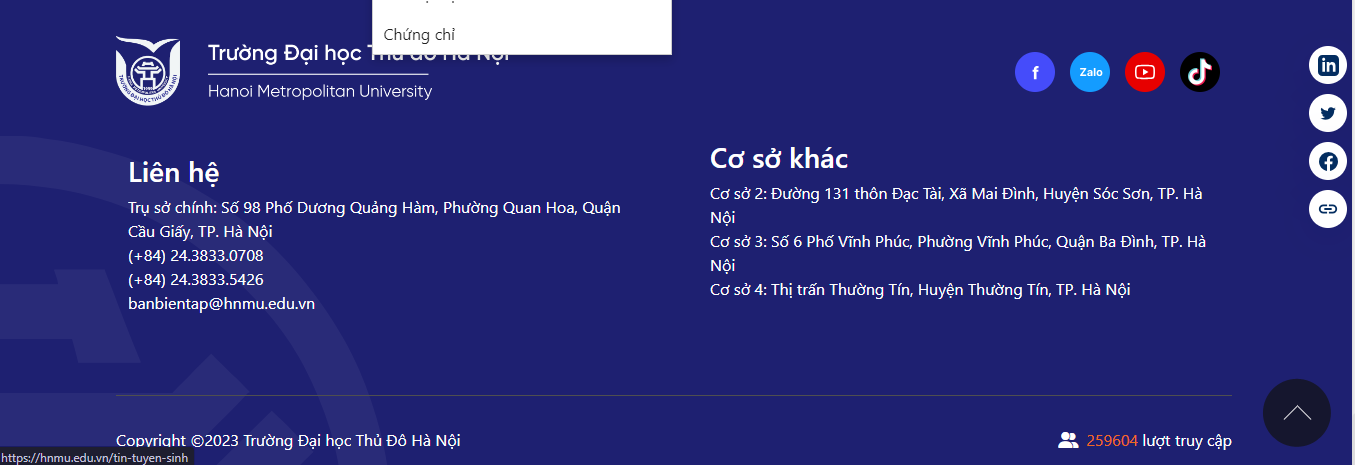 Chứng chỉ
Trường Đại học Thủ đô Hà Nội
Hanoi Metropolitan University
f
Zalo
in
Liên hệ
Trụ sở chính: Số 98 Phố Dương Quảng Hàm, Phường Quan Hoa, Quận
Cầu Giấy, TP. Hà Nội
(+84) 24.3833.0708
(+84) 24.3833.5426
banbientap@hnmu.edu.vn
Cơ sở khác
Cơ sở 2: Đường 131 thôn Đạc Tài, Xã Mai Đình, Huyện Sóc Sơn, TP. Hà
Nội
Cơ sở 3: Số 6 Phố Vĩnh Phúc, Phường Vĩnh Phúc, Quận Ba Đình, TP. Hà
Nội
Cơ sở 4: Thị trấn Thường Tín, Huyện Thường Tín, TP. Hà Nội
Copyright ©2023 Trường Đại học Thủ Đô Hà Nội
259604 lượt truy cập
https://hnmu.edu.vn/tin-tuyen-sinh